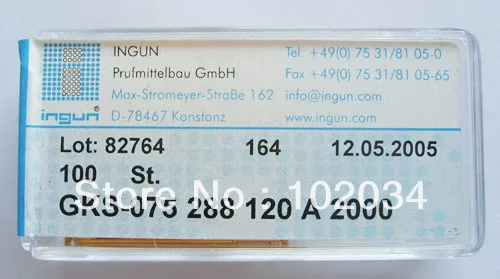 INGUN
Prufmittelbau GmbH
Max-Stromeyer-Straße 162
D-78467 Konstanz
Tel. +49(0) 75 31/81 05-0
Fax +49(0) 75 31/81 05-65
info@ingun.com
www.ingun.com
ingun
Lot: 82764 164 12.05.2005
100 St.
GKS-075 288 120 A 2000
Store No: 102034